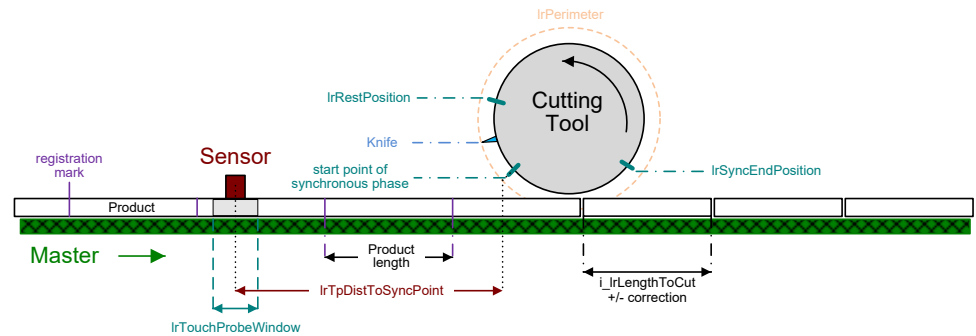 lrPerimeter
lrRestPosition
Cutting
Tool
Knife
registration
mark
Sensor
start point of
synchronous phase
lrSyncEndPosition
Product
Master
Product
length
i_lrLengthToCut
+/- correction
lrTpDistToSyncPoint
lrTouchProbeWindow